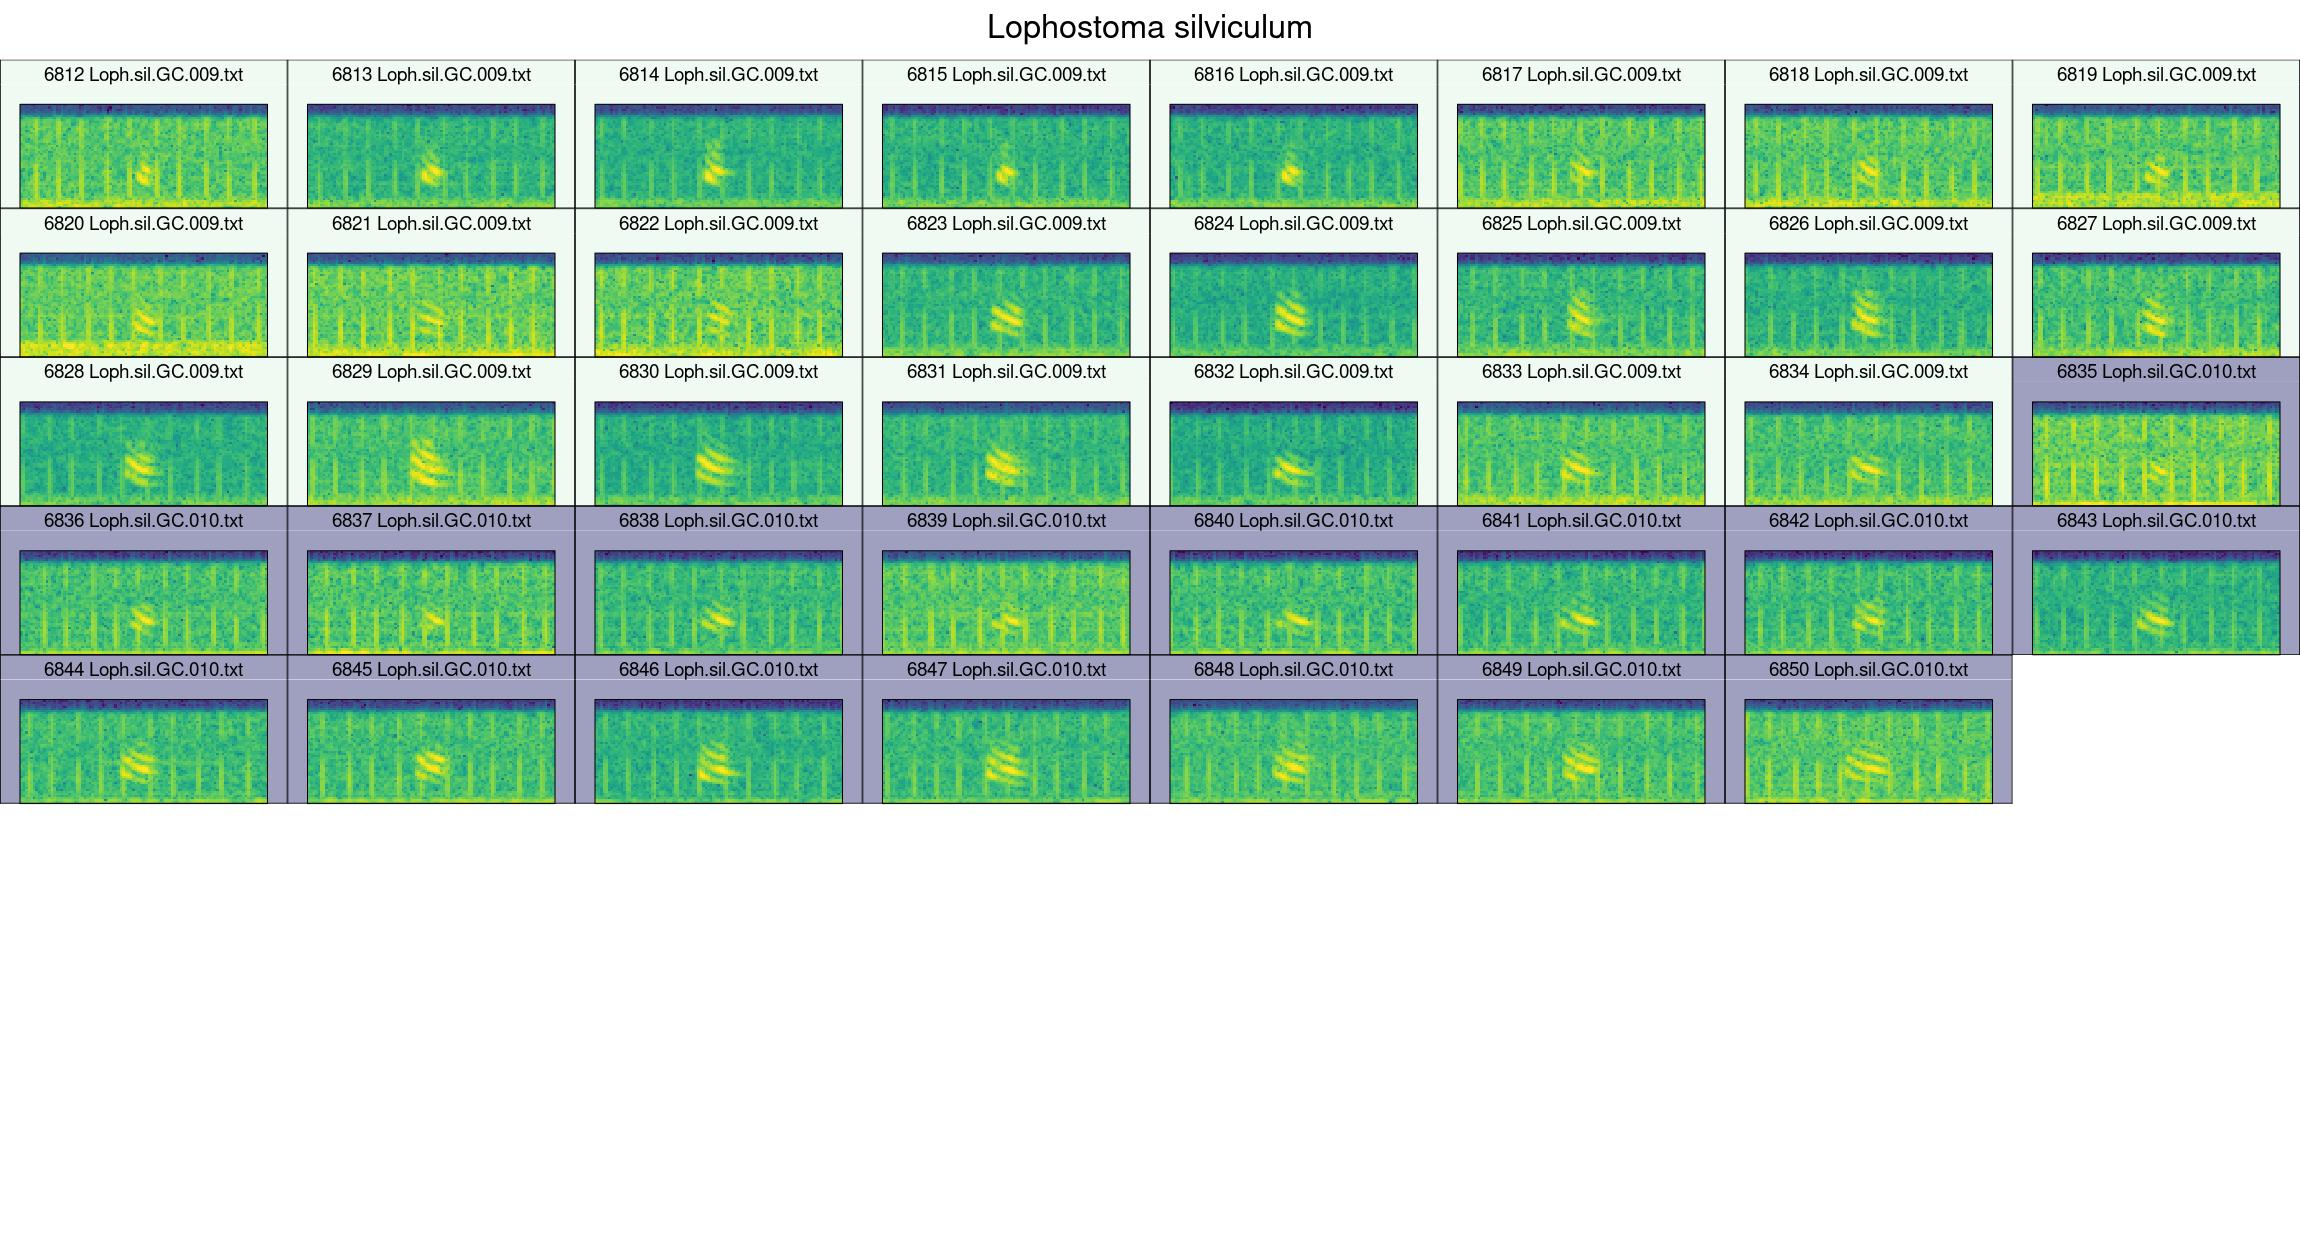 Lophostoma silviculum
6812 Loph.sil.GC.009.txt
6813 Loph.sil.GC.009.txt
6814 Loph.sil.GC.009.txt
6815 Loph.sil.GC.009.txt
6816 Loph.sil.GC.009.txt
6817 Loph.sil.GC.009.txt
6818 Loph.sil.GC.009.txt
6819 Loph.sil.GC.009.txt
6820 Loph.sil.GC.009.txt
6821 Loph.sil.GC.009.txt
6822 Loph.sil.GC.009.txt
6823 Loph.sil.GC.009.txt
6824 Loph.sil.GC.009.txt
6825 Loph.sil.GC.009.txt
6826 Loph.sil.GC.009.txt
6827 Loph.sil.GC.009.txt
6828 Loph.sil.GC.009.txt
6829 Loph.sil.GC.009.txt
6830 Loph.sil.GC.009.txt
6831 Loph.sil.GC.009.txt
6832 Loph.sil.GC.009.txt
6833 Loph.sil.GC.009.txt
6834 Loph.sil.GC.009.txt
6835 Loph.sil.GC.010.txt
6836 Loph.sil.GC.010.txt
6837 Loph.sil.GC.010.txt
6838 Loph.sil.GC.010.txt
6839 Loph.sil.GC.010.txt
6840 Loph.sil.GC.010.txt
6841 Loph.sil.GC.010.txt
6842 Loph.sil.GC.010.txt
6843 Loph.sil.GC.010.txt
6844 Loph.sil.GC.010.txt
6845 Loph.sil.GC.010.txt
6846 Loph.sil.GC.010.txt
6847 Loph.sil.GC.010.txt
6848 Loph.sil.GC.010.txt
6849 Loph.sil.GC.010.txt
6850 Loph.sil.GC.010.txt